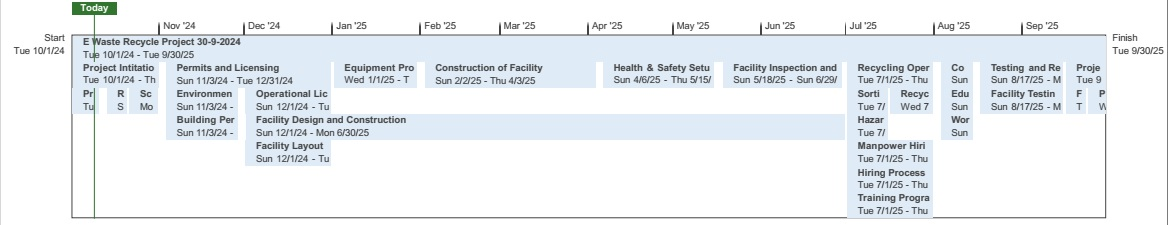 Today
Nov '24 Dec '24 Jan '25 Feb '25 Mar '25 Apr '25 May '25 Jun '25 Jul '25 Aug '25 Sep '25
Start
Tue 10/1/24
Finish
Tue 9/30/25
E Waste Recycle Project 30-9-2024
Tue 10/1/24 - Tue 9/30/25
Project Intitatio Permits and Licensing Equipment Pro Construction of Facility Health & Safety Setu Facility Inspection and Recycling Oper Co Testing and Re Proje
Tue 10/1/24 - Th Sun 11/3/24 - Tue 12/31/24 Wed 1/1/25 - T Sun 2/2/25 - Thu 4/3/25 Sun 4/6/25 - Thu 5/15/ Sun 5/18/25 - Sun 6/29/ Tue 7/1/25 - Thu Sun Sun 8/17/25 - M Tue 9
Pr R Sc Environmen Operational Lic Sorti Recyc Edu Facility Testin F P
Tu S Mo Sun 11/3/24 - Sun 12/1/24 - Tu Tue 7/ Wed 7 Sun Sun 8/17/25 - M T W
Building Per Facility Design and Construction Hazar Wor
Sun 11/3/24 - Sun 12/1/24 - Mon 6/30/25 Tue 7/ Sun
Facility Layout Manpower Hiri
Sun 12/1/24 - Tu Tue 7/1/25 - Thu
Hiring Process
Tue 7/1/25 - Thu
Training Progra
Tue 7/1/25 - Thu